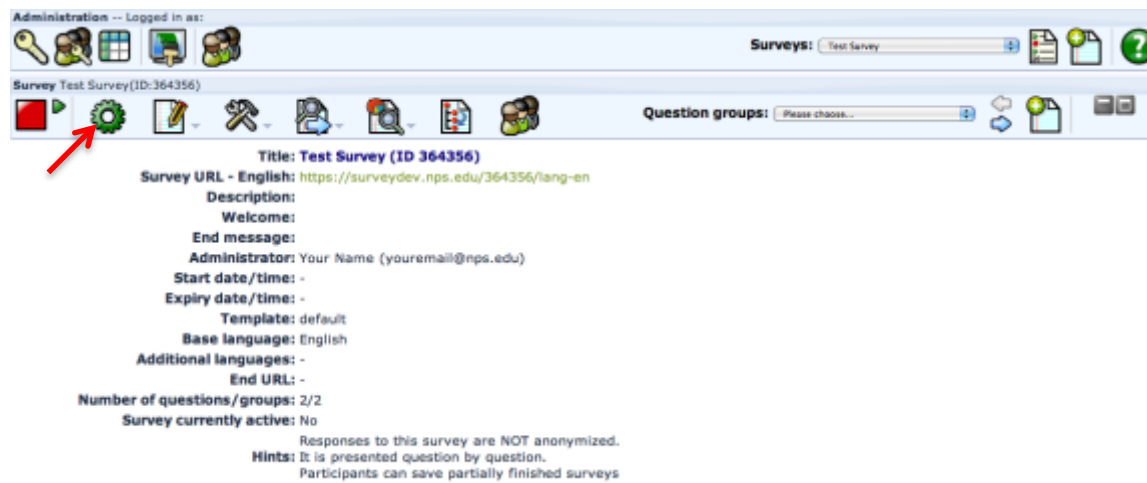 Administration -- Logged in as:
Surveys: Test Survey
Survey Test Survey(ID:364356)
Question groups: Please choose...
Title: Test Survey (ID 364356)
Survey URL - English: https://surveydev.nps.edu/364356/lang-en
Description:
Welcome:
End message:
Administrator: Your Name (youremail@nps.edu)
Start date/time: -
Expiry date/time: -
Template: default
Base language: English
Additional languages: -
End URL: -
Number of questions/groups: 2/2
Survey currently active: No
Responses to this survey are NOT anonymized.
Hints: It is presented question by question.
Participants can save partially finished surveys